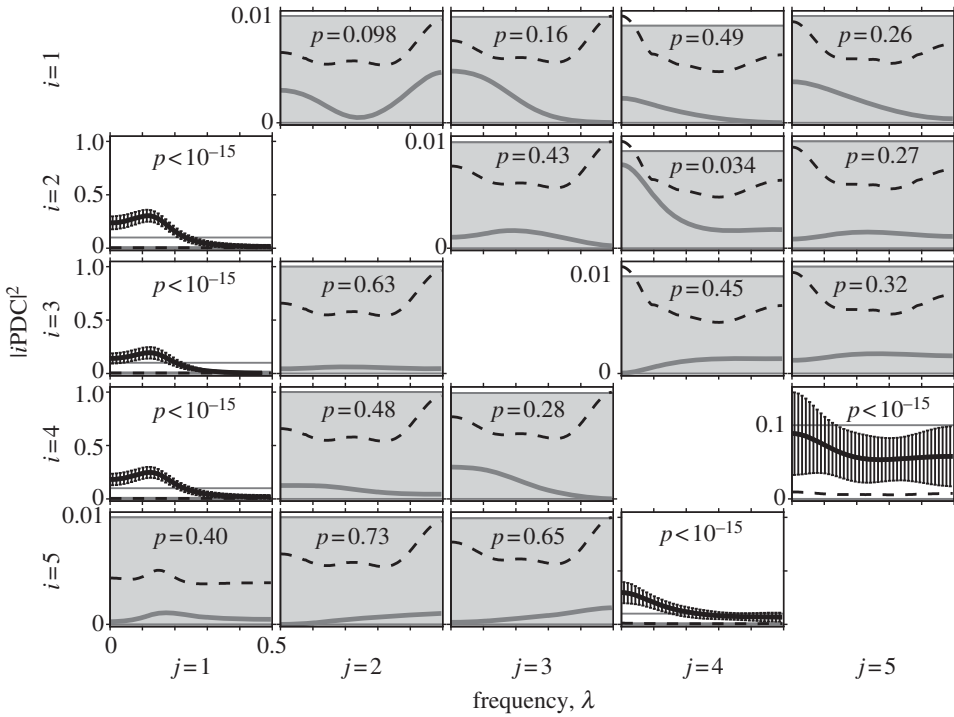 0.01 p=0.098 p=0.16 p=0.49 p=0.26
i=1
0
1.0 p<10⁻¹⁵ 0.01 p=0.43 p=0.034 p=0.27
i=2
0.5
0 0
1.0 p<10⁻¹⁵ p=0.63 0.01 p=0.45 p=0.32
i=3
0.5
0 0
|iPDC|²
1.0 p<10⁻¹⁵ p=0.48 p=0.28 p<10⁻¹⁵
i=4
0.5 0.1
0 0
0.01 p=0.40 p=0.73 p=0.65 p<10⁻¹⁵
i=5
0 0.5
j=1 j=2 j=3 j=4 j=5
frequency, λ